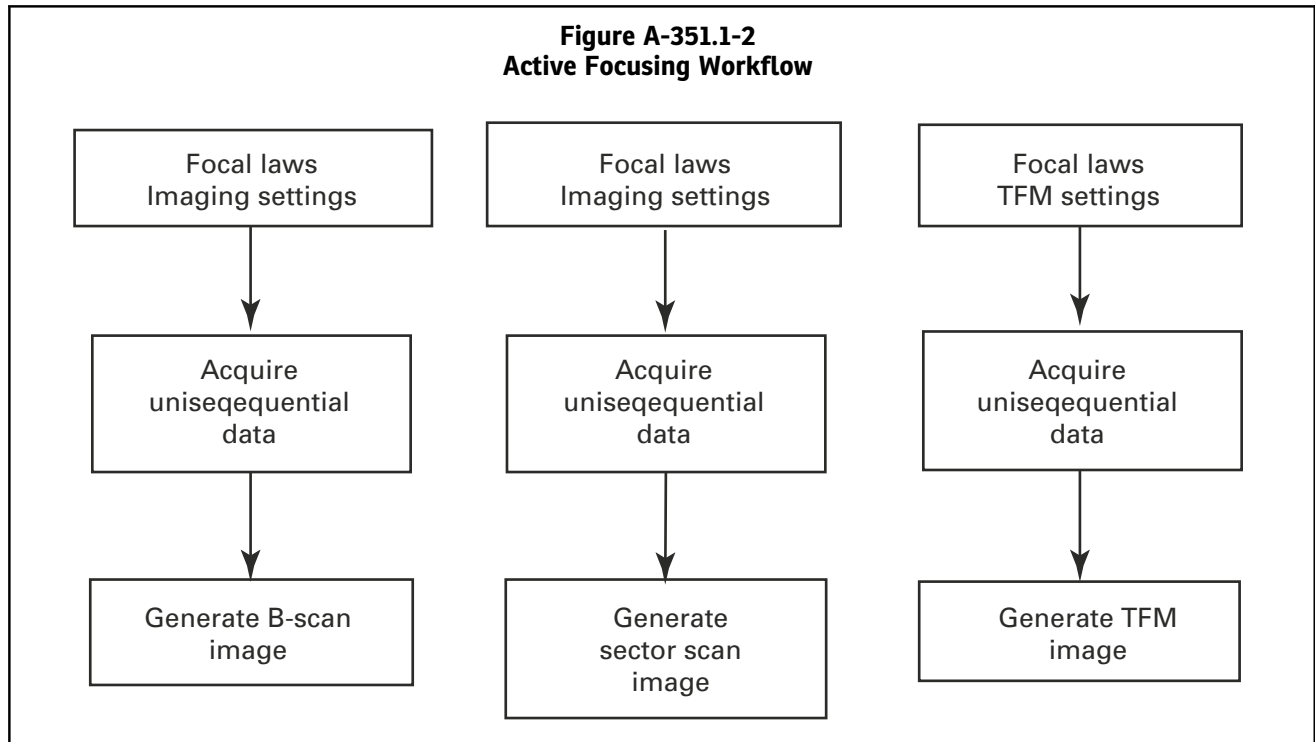 Figure A-351.1-2
Active Focusing Workflow
Focal laws
Imaging settings
Focal laws
Imaging settings
Focal laws
TFM settings
Acquire
uniseqequential
data
Acquire
uniseqequential
data
Acquire
uniseqequential
data
Generate B-scan
image
Generate
sector scan
image
Generate TFM
image